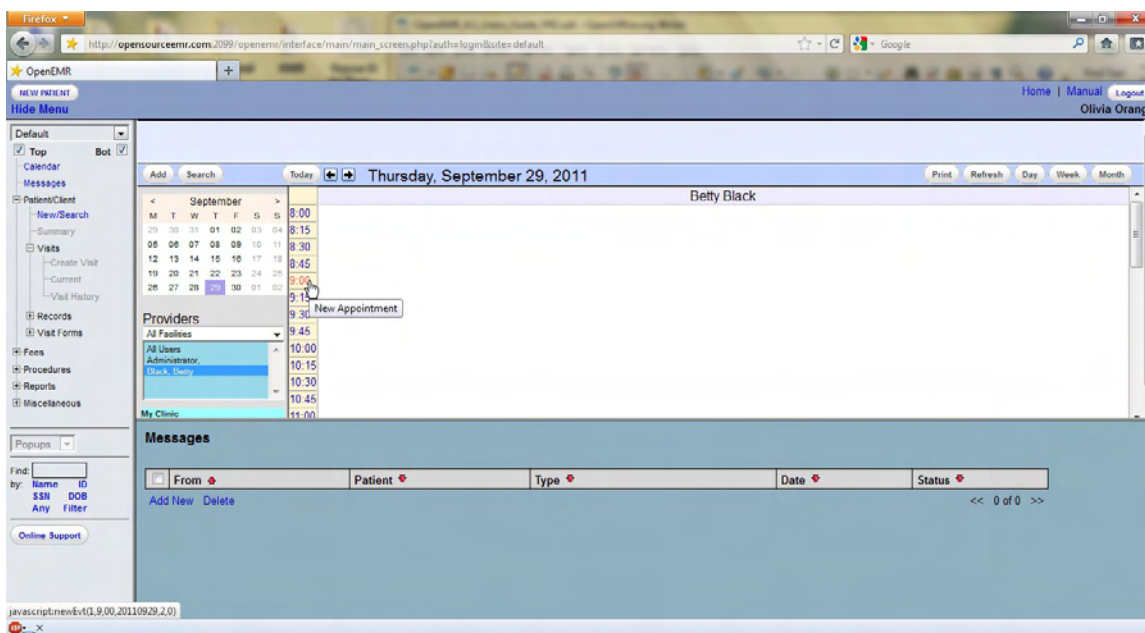 Firefox
http://opensourceemr.com:2099/openemr/interface/main/main_screen.php?auth=login&site=default
Google
OpenEMR
NEW PATIENT
Home | Manual Logout
Hide Menu
Olivia Orang
Default
Top Bot
Calendar
Messages
Patient/Client
New/Search
Summary
Visits
Create Visit
Current
Visit History
Records
Visit Forms
Fees
Procedures
Reports
Miscellaneous
Popups
Find:
by: Name ID
SSN DOB
Any Filter
Online Support
Add Search Today Thursday, September 29, 2011 Print Refresh Day Week Month
< September >
M T W T F S S
29 30 31 01 02 03 04
05 06 07 08 09 10 11
12 13 14 15 16 17 18
19 20 21 22 23 24 25
26 27 28 29 30 01 02
Providers
All Facilities
All Users
Administrator,
Black, Betty
My Clinic
Betty Black
8:00
8:15
8:30
8:45
9:00
9:15
New Appointment
9:30
9:45
10:00
10:15
10:30
10:45
11:00
Messages
From Patient Type Date Status
Add New Delete << 0 of 0 >>
javascript:newEvt(1,9,00,20110929,2,0)